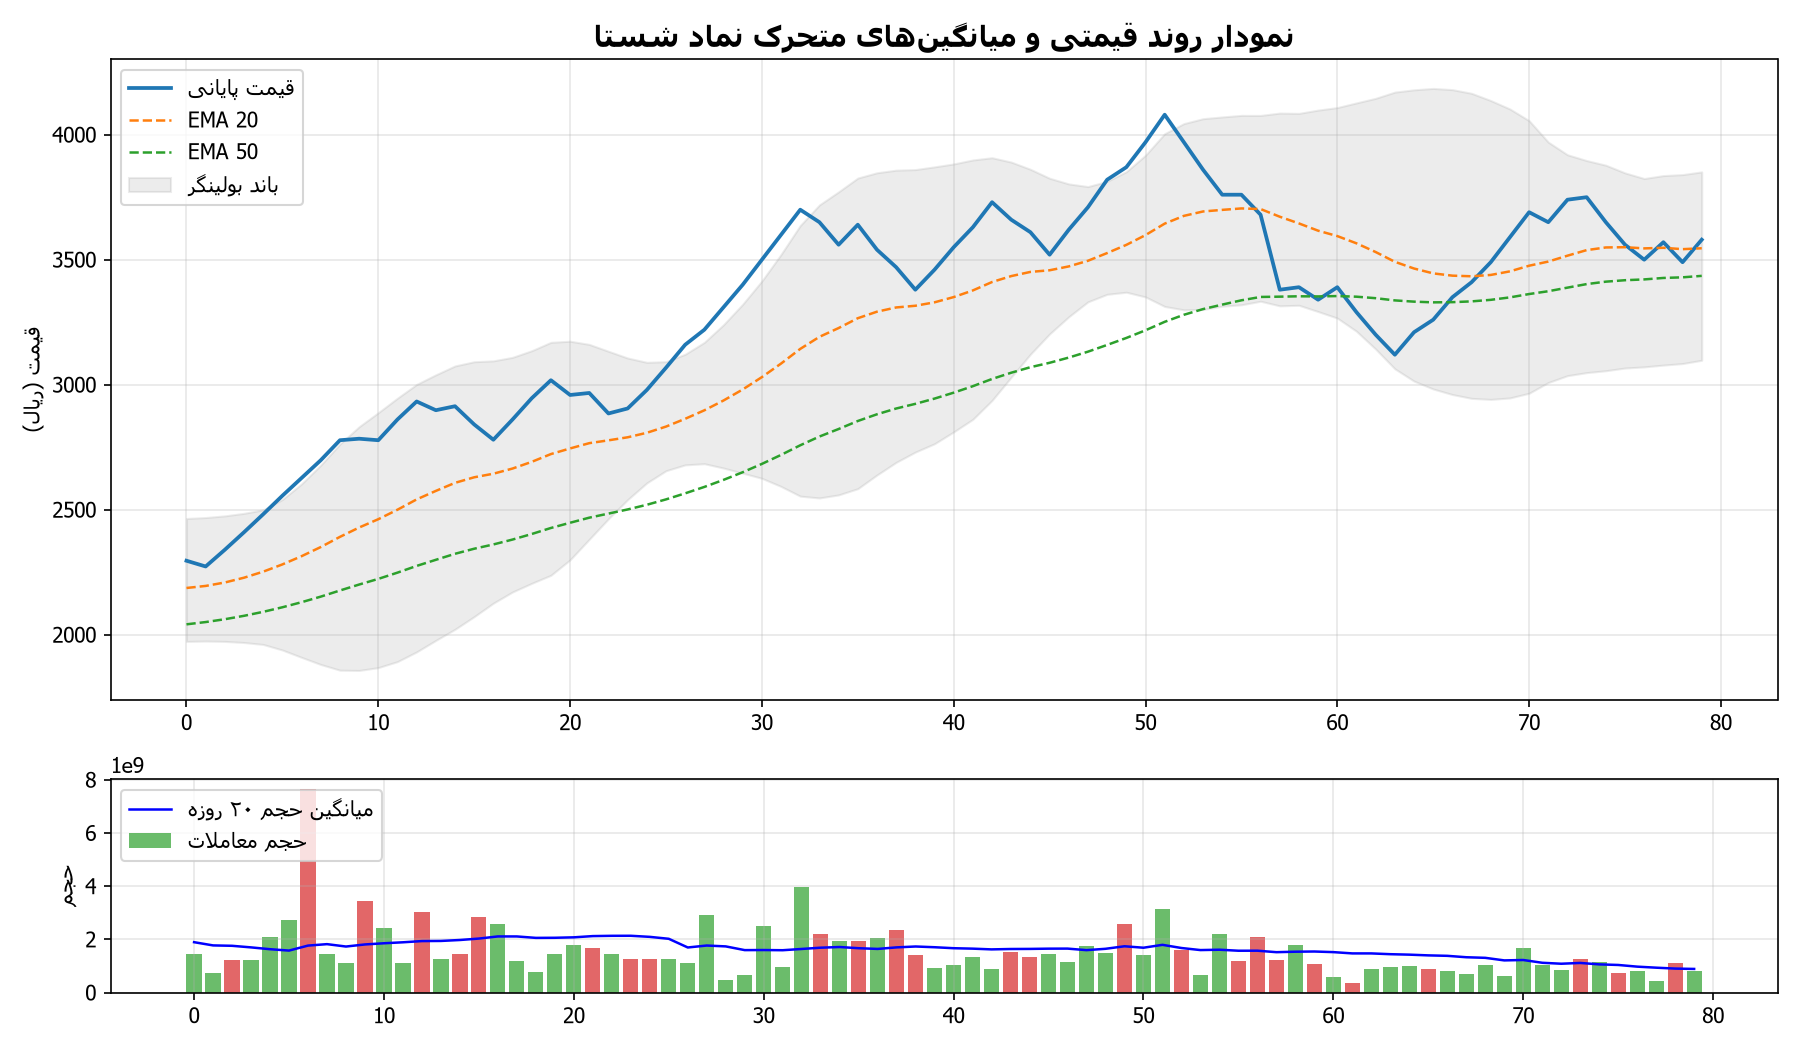 نمودار روند قیمتی و میانگین‌های متحرک نماد شستا
قیمت پایانی
EMA 20
EMA 50
باند بولینگر
قیمت (ریال)
4000
3500
3000
2500
2000
0 10 20 30 40 50 60 70 80
1e9
میانگین حجم ۲۰ روزه
حجم معاملات
حجم
8
6
4
2
0
0 10 20 30 40 50 60 70 80